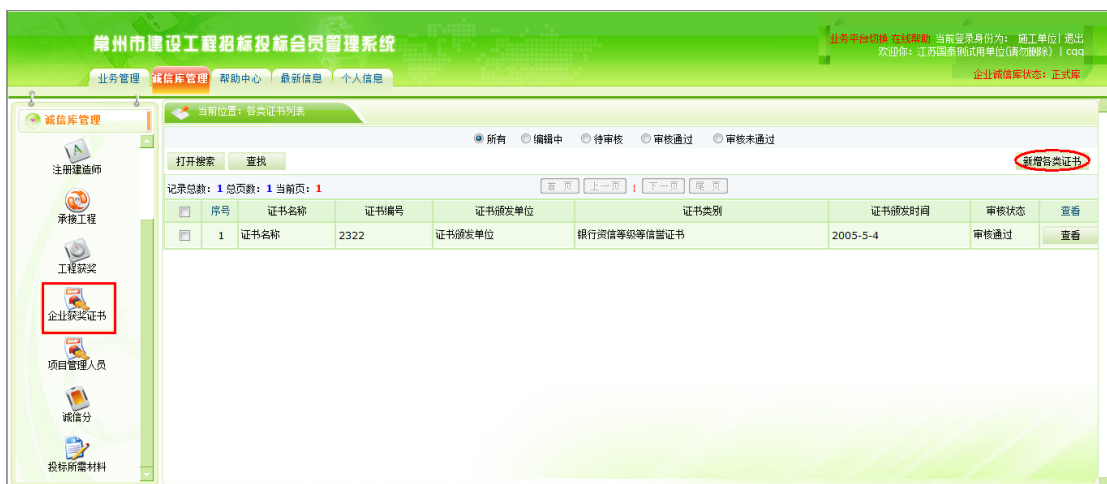 常州市建设工程招标投标会员管理系统
业务平台切换 在线帮助 当前登录身份为： 施工单位| 退出
欢迎你：江苏国泰测试用单位(请勿删除) | cqq
业务管理 诚信库管理 帮助中心 最新信息 个人信息
企业诚信库状态：正式库
诚信库管理
当前位置：各类证书列表
所有 编辑中 待审核 审核通过 审核未通过
打开搜索 查找 新增各类证书
记录总数：1 总页数：1 当前页：1 首 页 上一页 下一页 尾 页
序号 证书名称 证书编号 证书颁发单位 证书类别 证书颁发时间 审核状态 查看
1 证书名称 2322 证书颁发单位 银行资信等级等信誉证书 2005-5-4 审核通过 查看
注册建造师
承接工程
工程获奖
企业获奖证书
项目管理人员
诚信分
投标所需材料